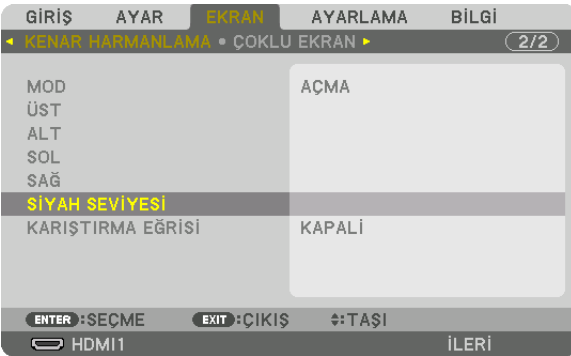 GİRİŞ AYAR EKRAN AYARLAMA BİLGİ
◂ KENAR HARMANLAMA • ÇOKLU EKRAN ▸ 2/2
MOD AÇMA
ÜST
ALT
SOL
SAĞ
SİYAH SEVİYESİ
KARIŞTIRMA EĞRİSİ KAPALİ
ENTER :SEÇME EXIT :ÇIKIŞ :TAŞI
HDMI1 İLERİ